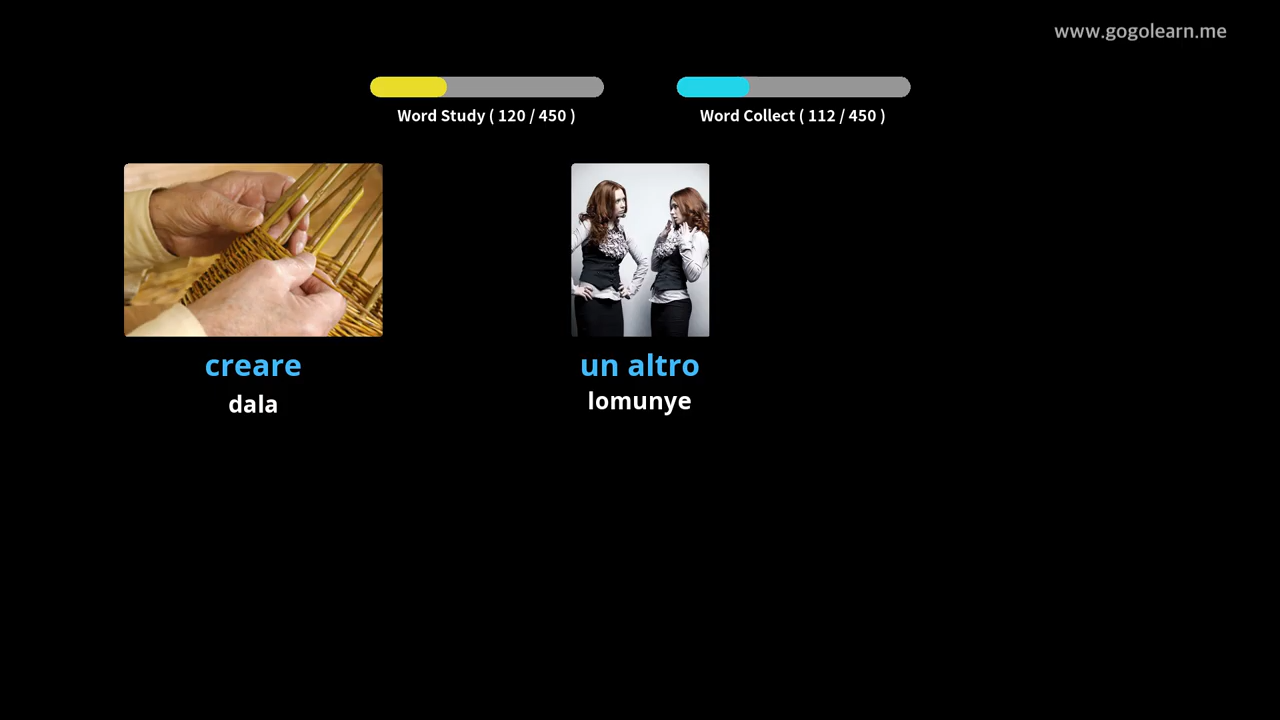 www.gogolearn.me
Word Study ( 120 / 450 )
Word Collect ( 112 / 450 )
creare
dala
un altro
lomunye